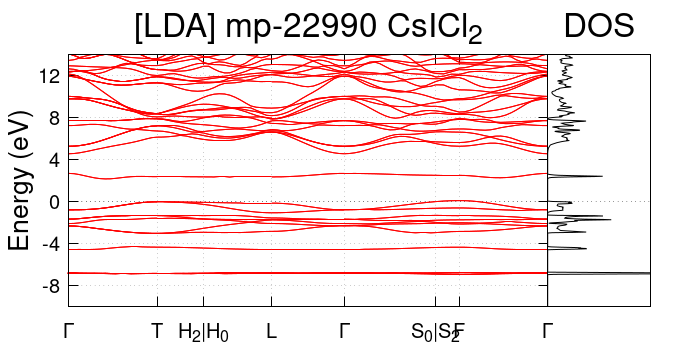 [LDA] mp-22990 CsICl2 DOS
12
8
4
0
-4
-8
Energy (eV)
Γ T H2|H0 L Γ S0|S2 F Γ